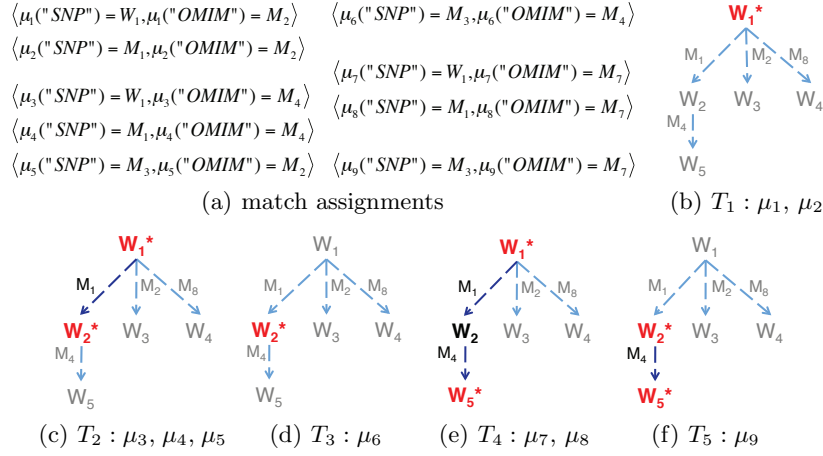 ⟨μ₁("SNP")=W₁,μ₁("OMIM")=M₂⟩
⟨μ₂("SNP")=M₁,μ₂("OMIM")=M₂⟩
⟨μ₃("SNP")=W₁,μ₃("OMIM")=M₄⟩
⟨μ₄("SNP")=M₁,μ₄("OMIM")=M₄⟩
⟨μ₅("SNP")=M₃,μ₅("OMIM")=M₂⟩
⟨μ₆("SNP")=M₃,μ₆("OMIM")=M₄⟩
⟨μ₇("SNP")=W₁,μ₇("OMIM")=M₇⟩
⟨μ₈("SNP")=M₁,μ₈("OMIM")=M₇⟩
⟨μ₉("SNP")=M₃,μ₉("OMIM")=M₇⟩
(a) match assignments
W₁*
M₁ M₂ M₈
W₂ W₃ W₄
M₄
W₅
(b) T₁ : μ₁, μ₂
W₁*
M₁ M₂ M₈
W₂* W₃ W₄
M₄
W₅
(c) T₂ : μ₃, μ₄, μ₅
W₁
M₁ M₂ M₈
W₂* W₃ W₄
M₄
W₅
(d) T₃ : μ₆
W₁*
M₁ M₂ M₈
W₂ W₃ W₄
M₄
W₅*
(e) T₄ : μ₇, μ₈
W₁
M₁ M₂ M₈
W₂* W₃ W₄
M₄
W₅*
(f) T₅ : μ₉